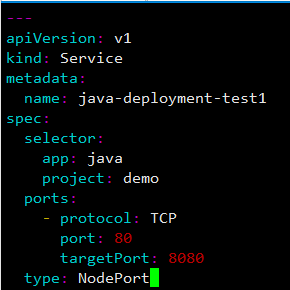 ---
apiVersion: v1
kind: Service
metadata:
  name: java-deployment-test1
spec:
  selector:
    app: java
    project: demo
  ports:
    - protocol: TCP
      port: 80
      targetPort: 8080
  type: NodePort